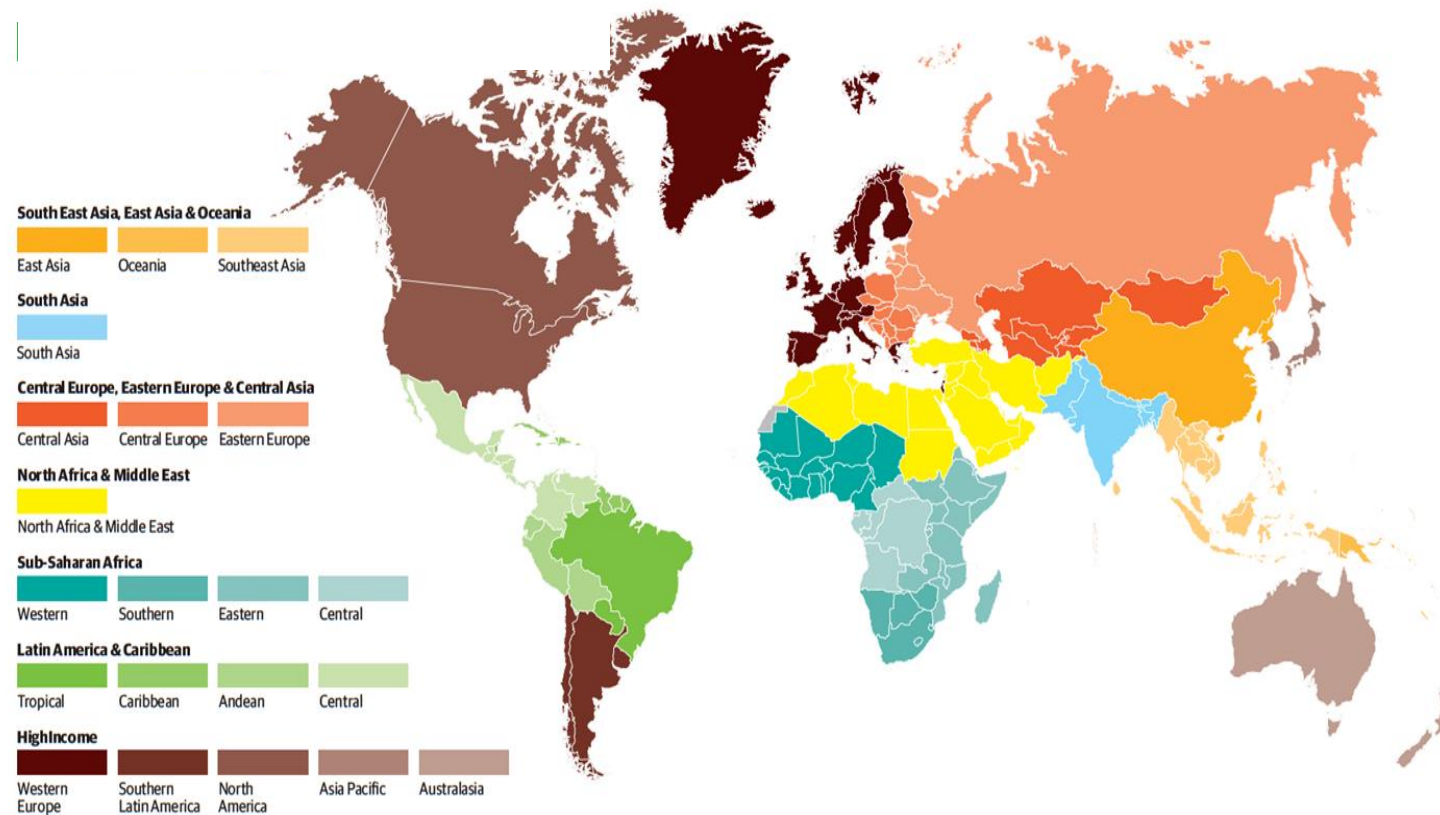 South East Asia, East Asia & Oceania
East Asia
Oceania
Southeast Asia
South Asia
South Asia
Central Europe, Eastern Europe & Central Asia
Central Asia
Central Europe
Eastern Europe
North Africa & Middle East
North Africa & Middle East
Sub-Saharan Africa
Western
Southern
Eastern
Central
Latin America & Caribbean
Tropical
Caribbean
Andean
Central
HighIncome
Western
Europe
Southern
Latin America
North
America
Asia Pacific
Australasia